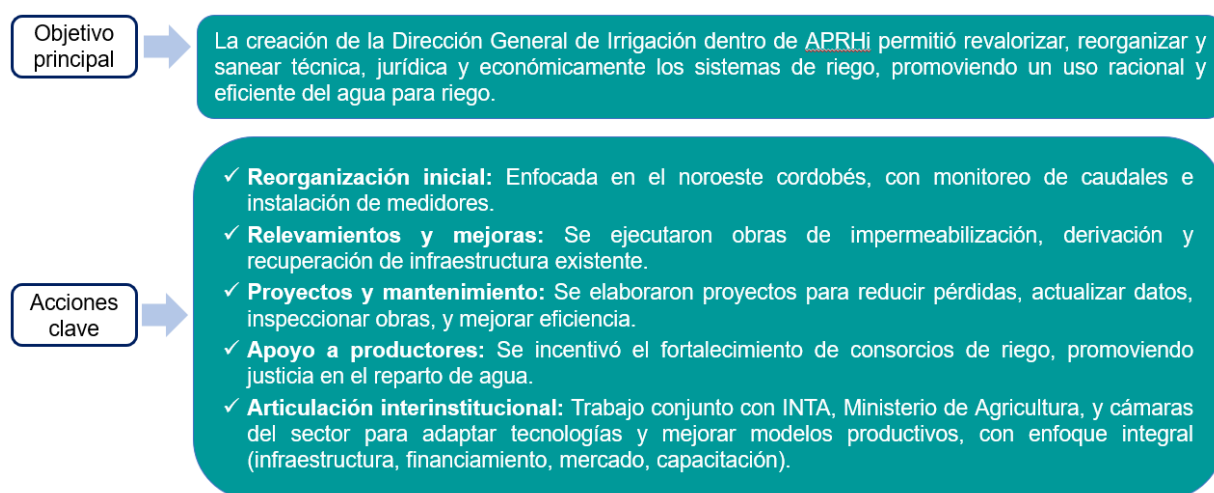 Objetivo
principal
La creación de la Dirección General de Irrigación dentro de APRHi permitió revalorizar, reorganizar y
sanear técnica, jurídica y económicamente los sistemas de riego, promoviendo un uso racional y
eficiente del agua para riego.
Acciones
clave
✓ Reorganización inicial: Enfocada en el noroeste cordobés, con monitoreo de caudales e
instalación de medidores.
✓ Relevamientos y mejoras: Se ejecutaron obras de impermeabilización, derivación y
recuperación de infraestructura existente.
✓ Proyectos y mantenimiento: Se elaboraron proyectos para reducir pérdidas, actualizar datos,
inspeccionar obras, y mejorar eficiencia.
✓ Apoyo a productores: Se incentivó el fortalecimiento de consorcios de riego, promoviendo
justicia en el reparto de agua.
✓ Articulación interinstitucional: Trabajo conjunto con INTA, Ministerio de Agricultura, y cámaras
del sector para adaptar tecnologías y mejorar modelos productivos, con enfoque integral
(infraestructura, financiamiento, mercado, capacitación).